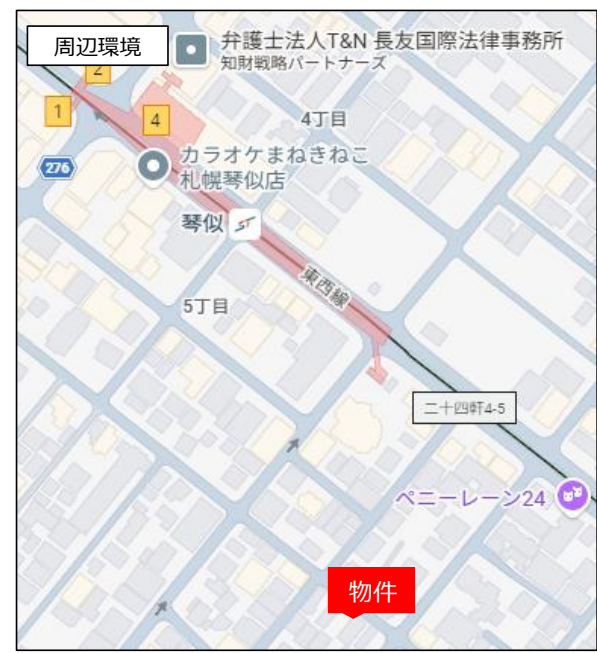 周辺環境
弁護士法人T&N 長友国際法律事務所
知財戦略パートナーズ
2
1
4
4丁目
カラオケまねきねこ
札幌琴似店
276
琴似
東西線
5丁目
二十四軒4-5
ペニーレーン24
物件